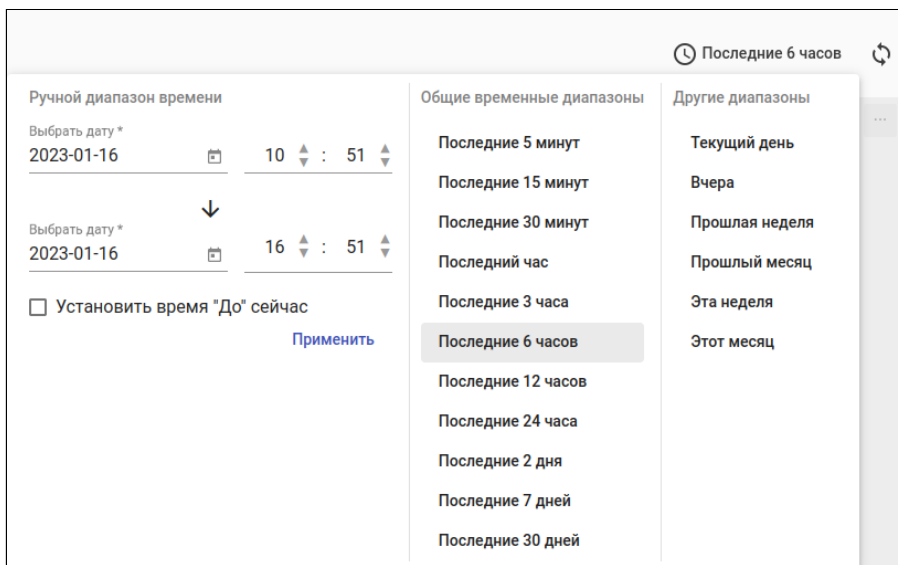 Последние 6 часов
Ручной диапазон времени
Выбрать дату *
2023-01-16 10 : 51
Выбрать дату *
2023-01-16 16 : 51
Установить время "До" сейчас
Применить
Общие временные диапазоны
Последние 5 минут
Последние 15 минут
Последние 30 минут
Последний час
Последние 3 часа
Последние 6 часов
Последние 12 часов
Последние 24 часа
Последние 2 дня
Последние 7 дней
Последние 30 дней
Другие диапазоны
Текущий день
Вчера
Прошлая неделя
Прошлый месяц
Эта неделя
Этот месяц
...